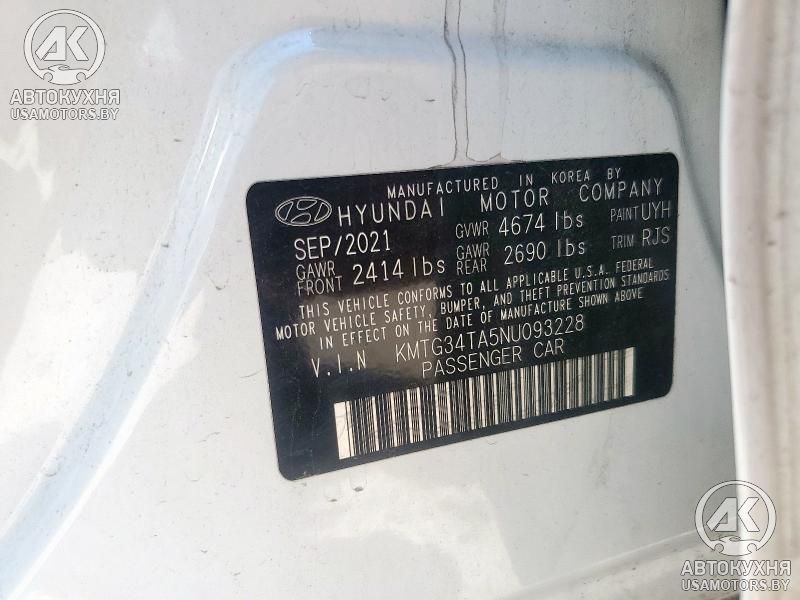 AK
АВТОКУХНЯ
USAMOTORS.BY
MANUFACTURED IN KOREA BY
HYUNDAI MOTOR COMPANY
SEP/2021 GVWR 4674 lbs PAINT UYH
GAWR FRONT 2414 lbs GAWR REAR 2690 lbs TRIM RJS
THIS VEHICLE CONFORMS TO ALL APPLICABLE U.S.A. FEDERAL
MOTOR VEHICLE SAFETY, BUMPER, AND THEFT PREVENTION STANDARDS
IN EFFECT ON THE DATE OF MANUFACTURE SHOWN ABOVE
V.I.N KMTG34TA5NU093228
PASSENGER CAR
AK
АВТОКУХНЯ
USAMOTORS.BY